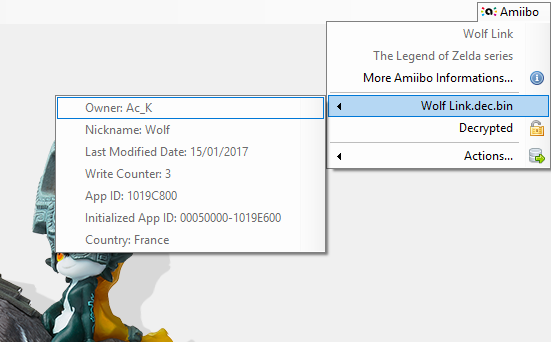 Amiibo
Wolf Link
The Legend of Zelda series
More Amiibo Informations...
Wolf Link.dec.bin
Decrypted
Actions...
Owner: Ac_K
Nickname: Wolf
Last Modified Date: 15/01/2017
Write Counter: 3
App ID: 1019C800
Initialized App ID: 00050000-1019E600
Country: France